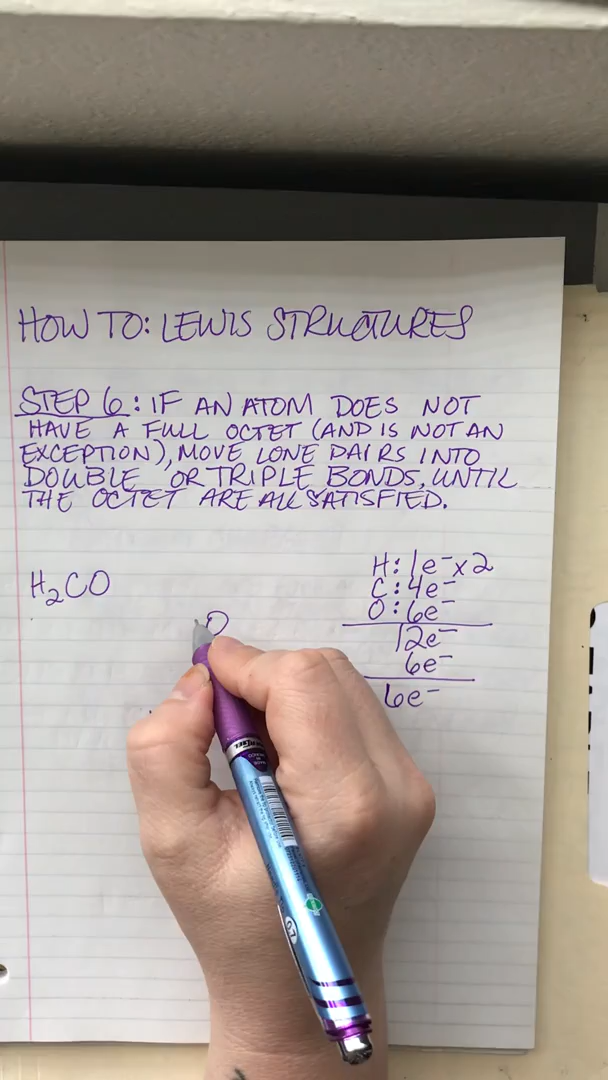 HOW TO: LEWIS STRUCTURES
STEP 6: IF AN ATOM DOES NOT
HAVE A FULL OCTET (AND IS NOT AN
EXCEPTION), MOVE LONE PAIRS INTO
DOUBLE OR TRIPLE BONDS, UNTIL
THE OCTET ARE ALL SATISFIED.
H₂CO
H: 1e⁻x2
C: 4e⁻
O: 6e⁻
12e⁻
6e⁻
6e⁻
O